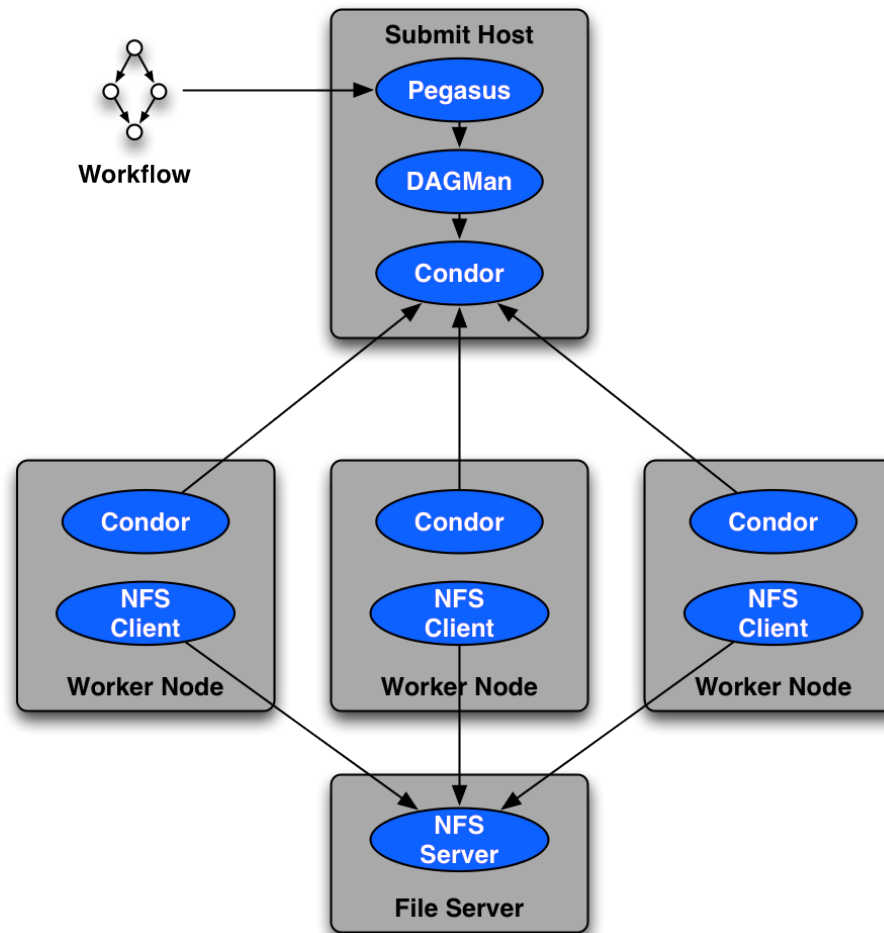 Submit Host
Pegasus
Workflow
DAGMan
Condor
Condor
Condor
Condor
NFS
Client
NFS
Client
NFS
Client
Worker Node
Worker Node
Worker Node
NFS
Server
File Server